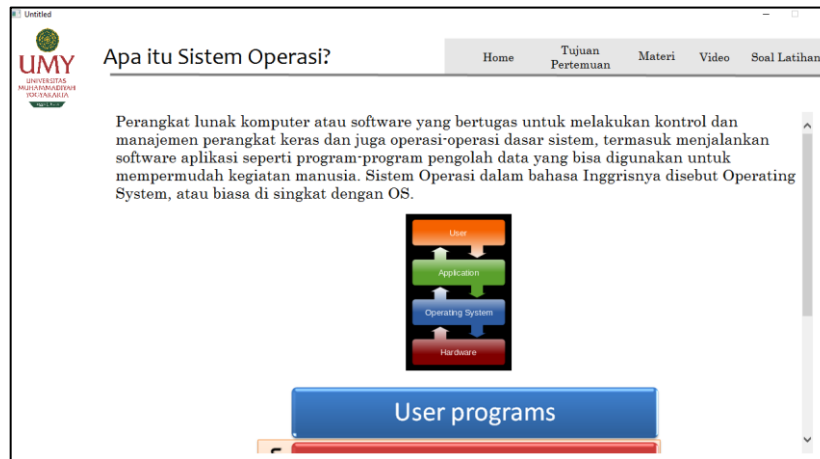 Untitled
UMY
UNIVERSITAS
MUHAMMADIYAH
YOGYAKARTA
Apa itu Sistem Operasi?
Home
Tujuan
Pertemuan
Materi
Video
Soal Latihan
Perangkat lunak komputer atau software yang bertugas untuk melakukan kontrol dan
manajemen perangkat keras dan juga operasi-operasi dasar sistem, termasuk menjalankan
software aplikasi seperti program-program pengolah data yang bisa digunakan untuk
mempermudah kegiatan manusia. Sistem Operasi dalam bahasa Inggrisnya disebut Operating
System, atau biasa di singkat dengan OS.
User
Application
Operating System
Hardware
User programs